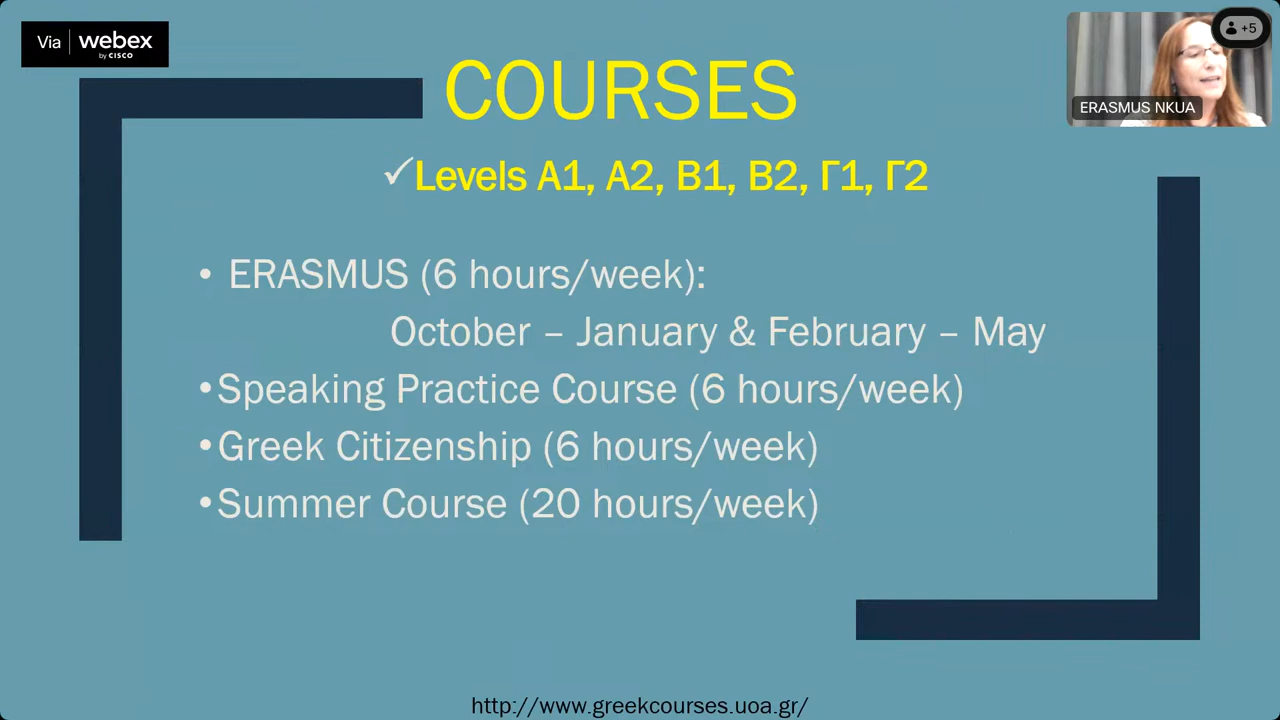 Via webex
by CISCO
+5
ERASMUS NKUA
COURSES
✓Levels A1, A2, B1, B2, Γ1, Γ2
• ERASMUS (6 hours/week):
October – January & February – May
•Speaking Practice Course (6 hours/week)
•Greek Citizenship (6 hours/week)
•Summer Course (20 hours/week)
http://www.greekcourses.uoa.gr/